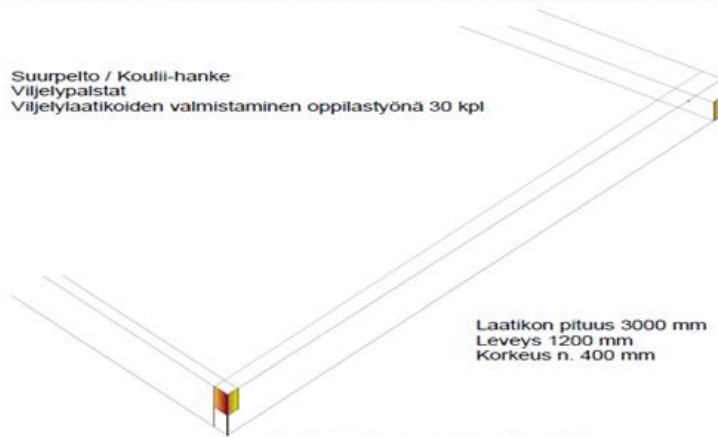 Suurpelto / Koulii-hanke
Viljelypalstat
Viljelylaatikoiden valmistaminen oppilastyönä 30 kpl
Laatikon pituus 3000 mm
Leveys 1200 mm
Korkeus n. 400 mm